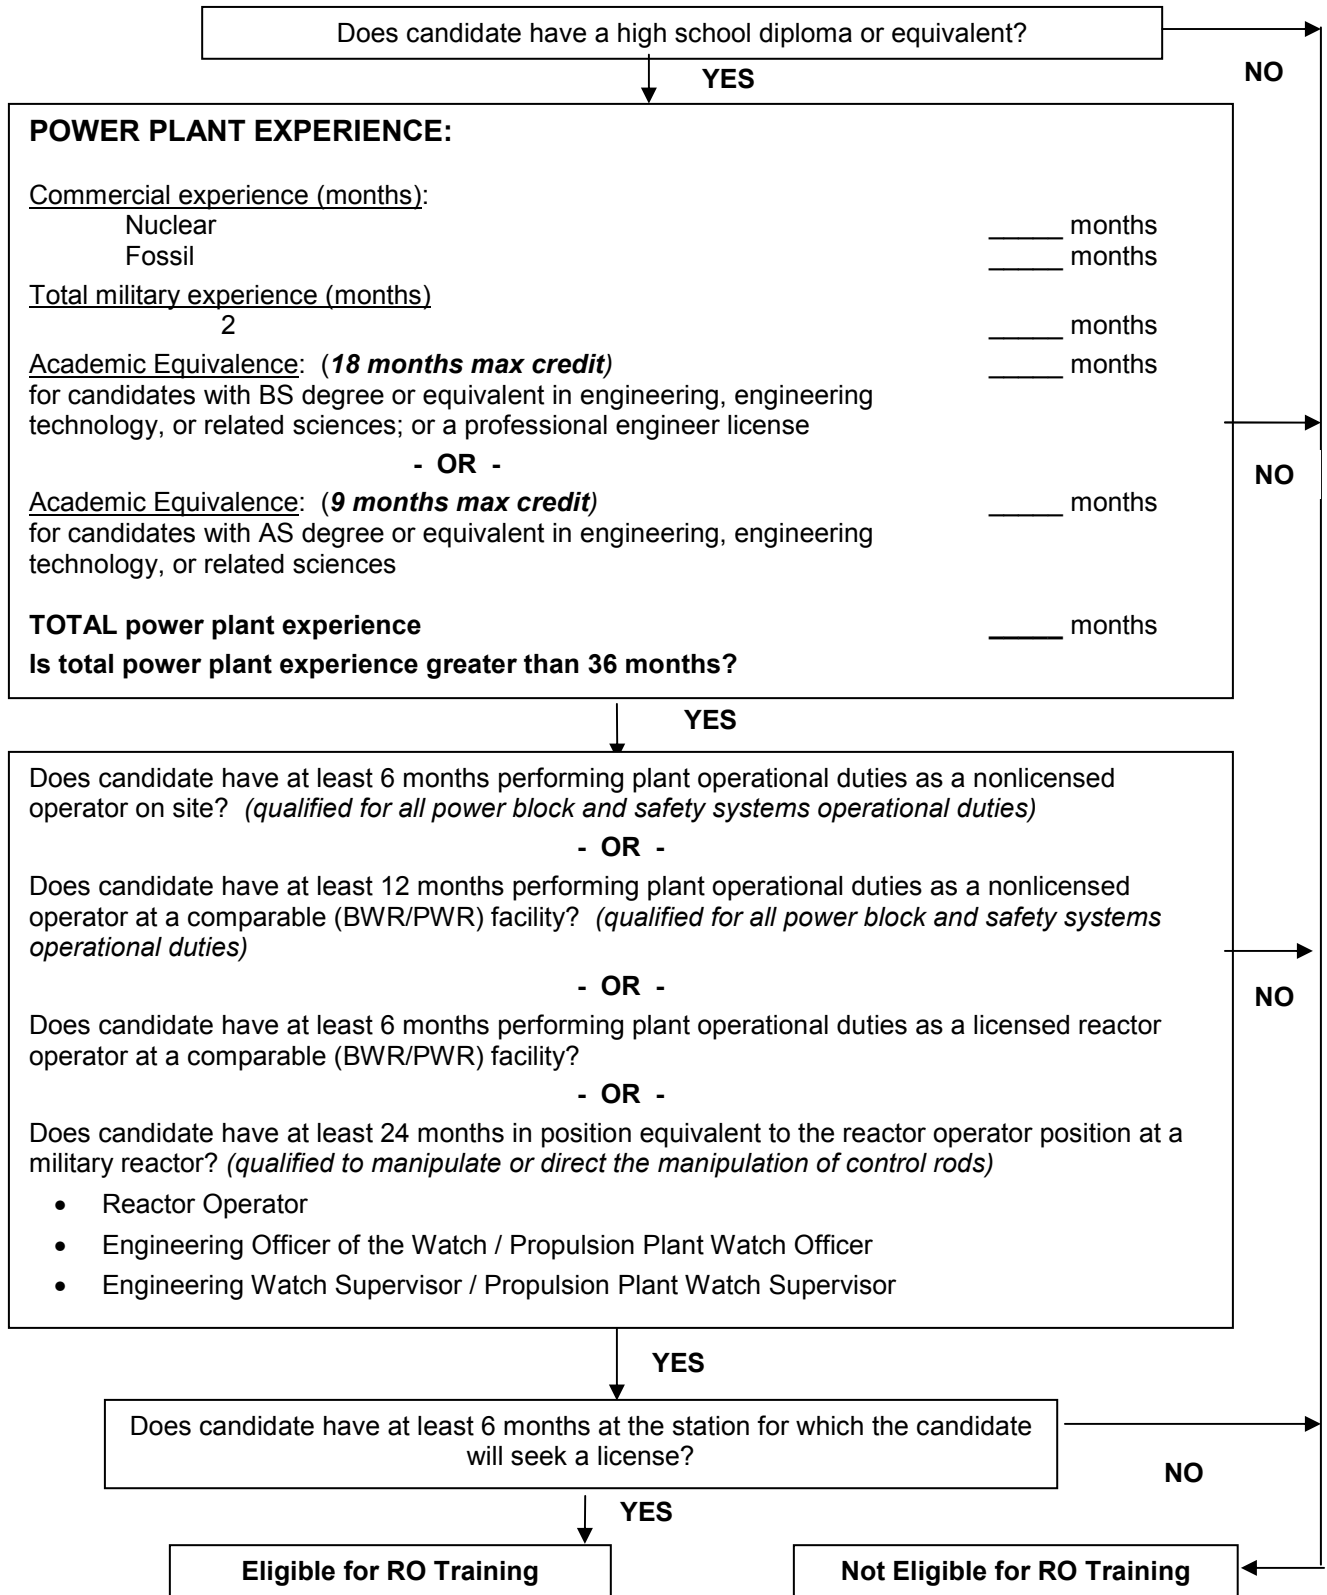 Does candidate have a high school diploma or equivalent?
YES
NO
POWER PLANT EXPERIENCE:
Commercial experience (months):
Nuclear _____ months
Fossil _____ months
Total military experience (months)
2 _____ months
Academic Equivalence: (18 months max credit) _____ months
for candidates with BS degree or equivalent in engineering, engineering
technology, or related sciences; or a professional engineer license
- OR -
NO
Academic Equivalence: (9 months max credit) _____ months
for candidates with AS degree or equivalent in engineering, engineering
technology, or related sciences
TOTAL power plant experience _____ months
Is total power plant experience greater than 36 months?
YES
Does candidate have at least 6 months performing plant operational duties as a nonlicensed
operator on site? (qualified for all power block and safety systems operational duties)
- OR -
Does candidate have at least 12 months performing plant operational duties as a nonlicensed
operator at a comparable (BWR/PWR) facility? (qualified for all power block and safety systems
operational duties)
- OR -
NO
Does candidate have at least 6 months performing plant operational duties as a licensed reactor
operator at a comparable (BWR/PWR) facility?
- OR -
Does candidate have at least 24 months in position equivalent to the reactor operator position at a
military reactor? (qualified to manipulate or direct the manipulation of control rods)
• Reactor Operator
• Engineering Officer of the Watch / Propulsion Plant Watch Officer
• Engineering Watch Supervisor / Propulsion Plant Watch Supervisor
YES
Does candidate have at least 6 months at the station for which the candidate
will seek a license?
NO
YES
Eligible for RO Training
Not Eligible for RO Training